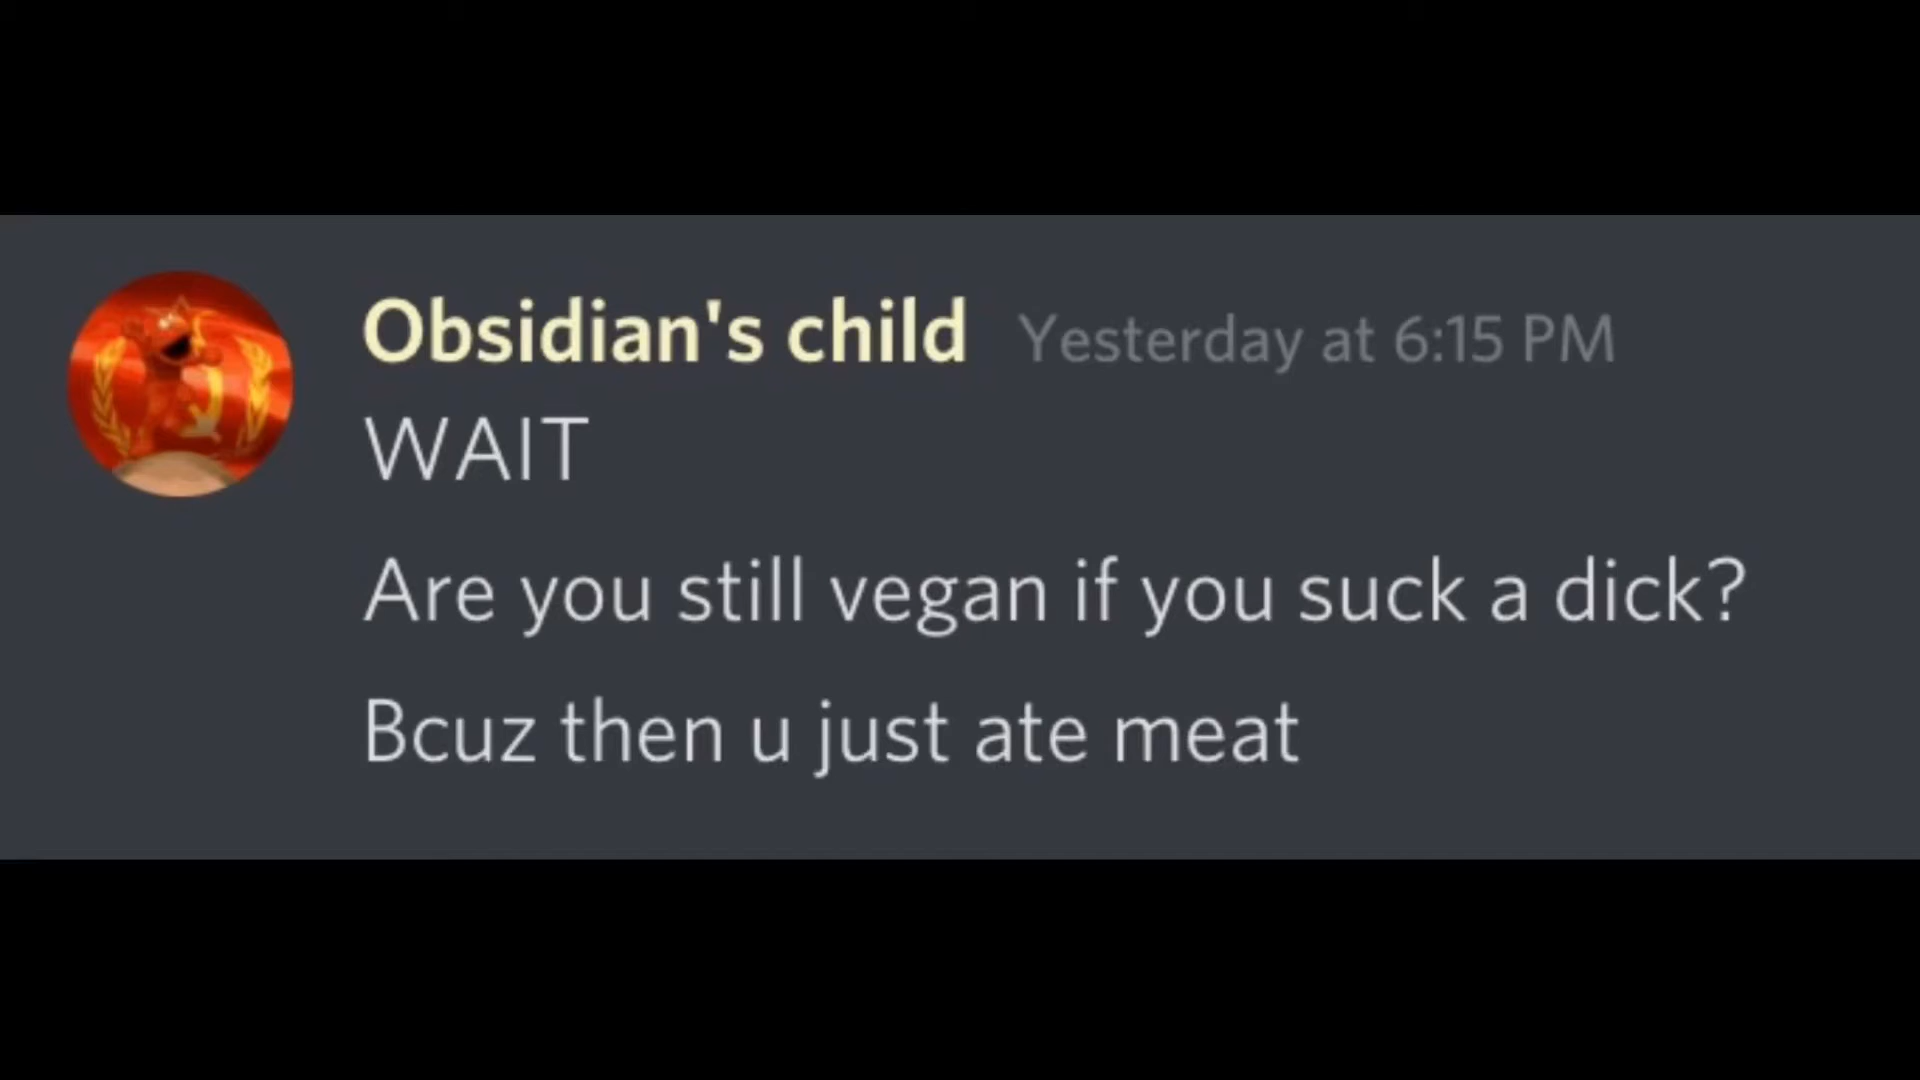 Obsidian's child Yesterday at 6:15 PM
WAIT
Are you still vegan if you suck a dick?
Bcuz then u just ate meat